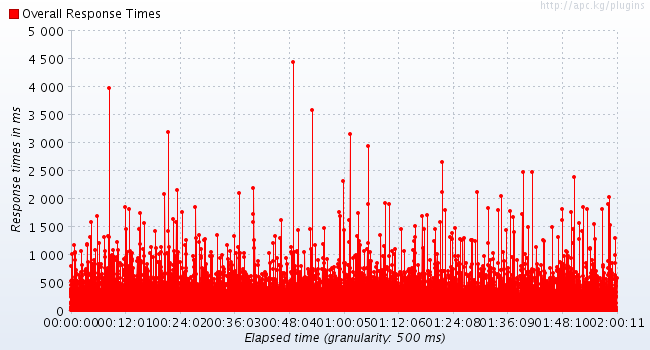 http://apc.kg/plugins
Overall Response Times
5 000
4 500
4 000
3 500
3 000
2 500
2 000
1 500
1 000
500
0
Response times in ms
00:00:00 00:12:01 00:24:02 00:36:03 00:48:04 01:00:05 01:12:06 01:24:08 01:36:09 01:48:10 02:00:11
Elapsed time (granularity: 500 ms)